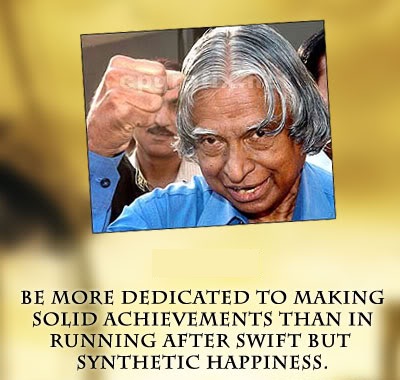 BE MORE DEDICATED TO MAKING
SOLID ACHIEVEMENTS THAN IN
RUNNING AFTER SWIFT BUT
SYNTHETIC HAPPINESS.